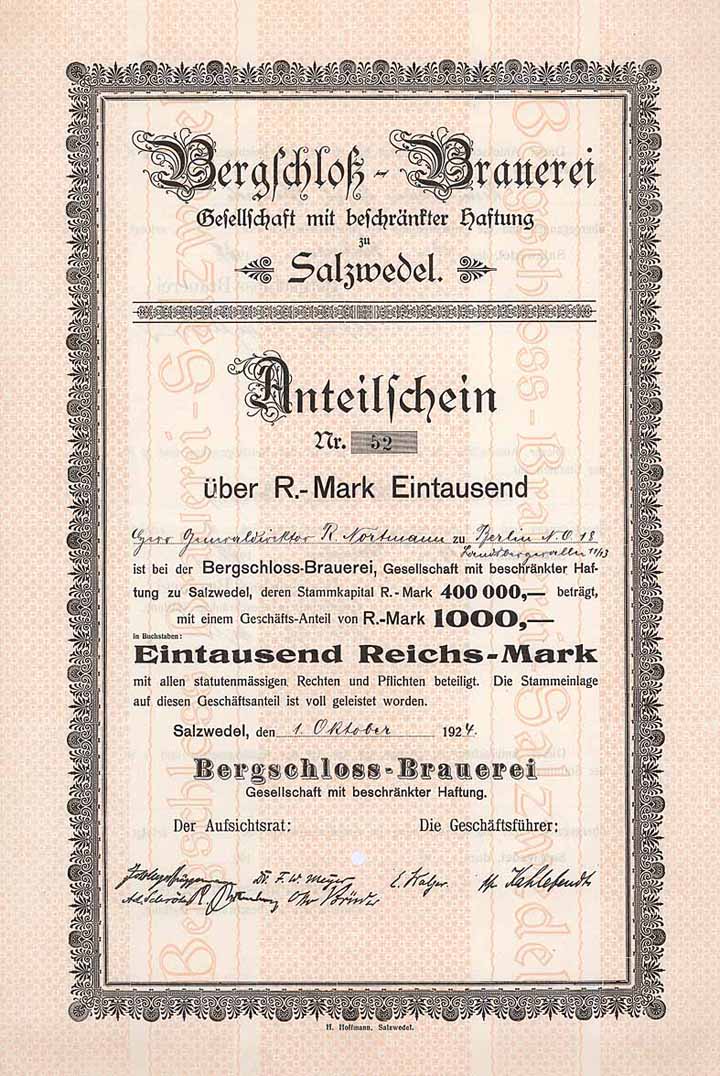 Bergschloß-Brauerei
Gesellschaft mit beschränkter Haftung
zu
Salzwedel.
Anteilschein
Nr. 52
über R.-Mark Eintausend
Herr Generaldirektor R. Nortmann zu Berlin N.O. 18
Landsbergerallee 11/13
ist bei der Bergschloss-Brauerei, Gesellschaft mit beschränkter Haf-
tung zu Salzwedel, deren Stammkapital R.-Mark 400 000,— beträgt,
mit einem Geschäfts-Anteil von R.-Mark 1000,—
in Buchstaben:
Eintausend Reichs-Mark
mit allen statutenmässigen Rechten und Pflichten beteiligt. Die Stammeinlage
auf diesen Geschäftsanteil ist voll geleistet worden.
Salzwedel, den 1. Oktober 1924.
Bergschloss-Brauerei
Gesellschaft mit beschränkter Haftung.
Der Aufsichtsrat: Die Geschäftsführer:
Dr. F. W. Meyer
Otto
H. Hoffmann, Salzwedel.